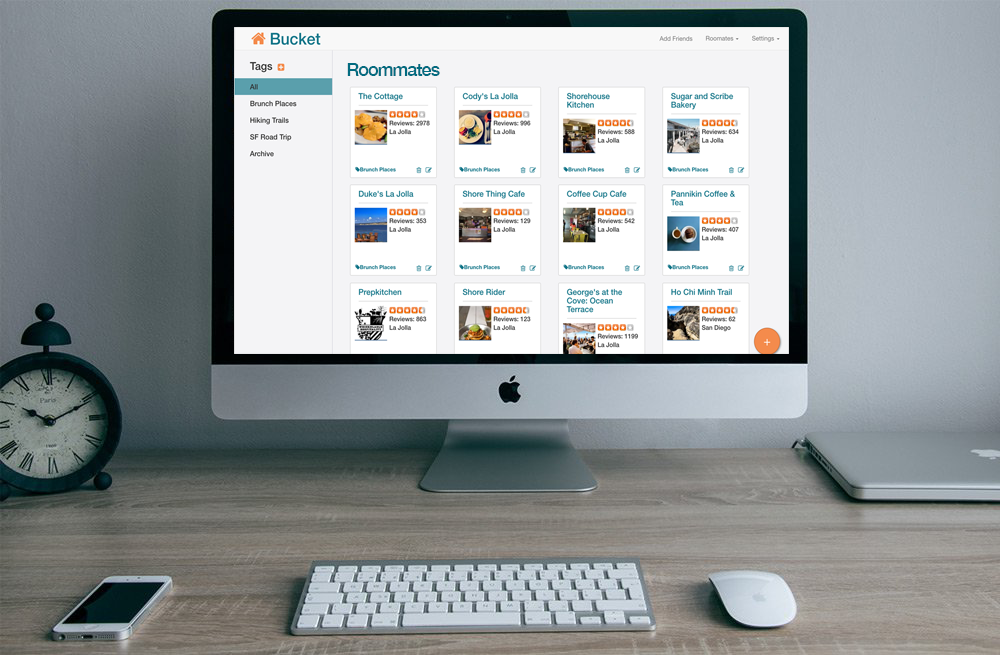 Bucket
Add Friends
Roomates
Settings
Tags
All
Brunch Places
Hiking Trails
SF Road Trip
Archive
Roommates
The Cottage
Reviews: 2978
La Jolla
Brunch Places
Cody's La Jolla
Reviews: 996
La Jolla
Brunch Places
Shorehouse
Kitchen
Reviews: 588
La Jolla
Brunch Places
Sugar and Scribe
Bakery
Reviews: 634
La Jolla
Brunch Places
Duke's La Jolla
Reviews: 353
La Jolla
Brunch Places
Shore Thing Cafe
Reviews: 129
La Jolla
Brunch Places
Coffee Cup Cafe
Reviews: 542
La Jolla
Brunch Places
Pannikin Coffee &
Tea
Reviews: 407
La Jolla
Brunch Places
Prepkitchen
Reviews: 863
La Jolla
Shore Rider
Reviews: 123
La Jolla
George's at the
Cove: Ocean
Terrace
Reviews: 1199
La Jolla
Ho Chi Minh Trail
Reviews: 62
San Diego
+
Paris